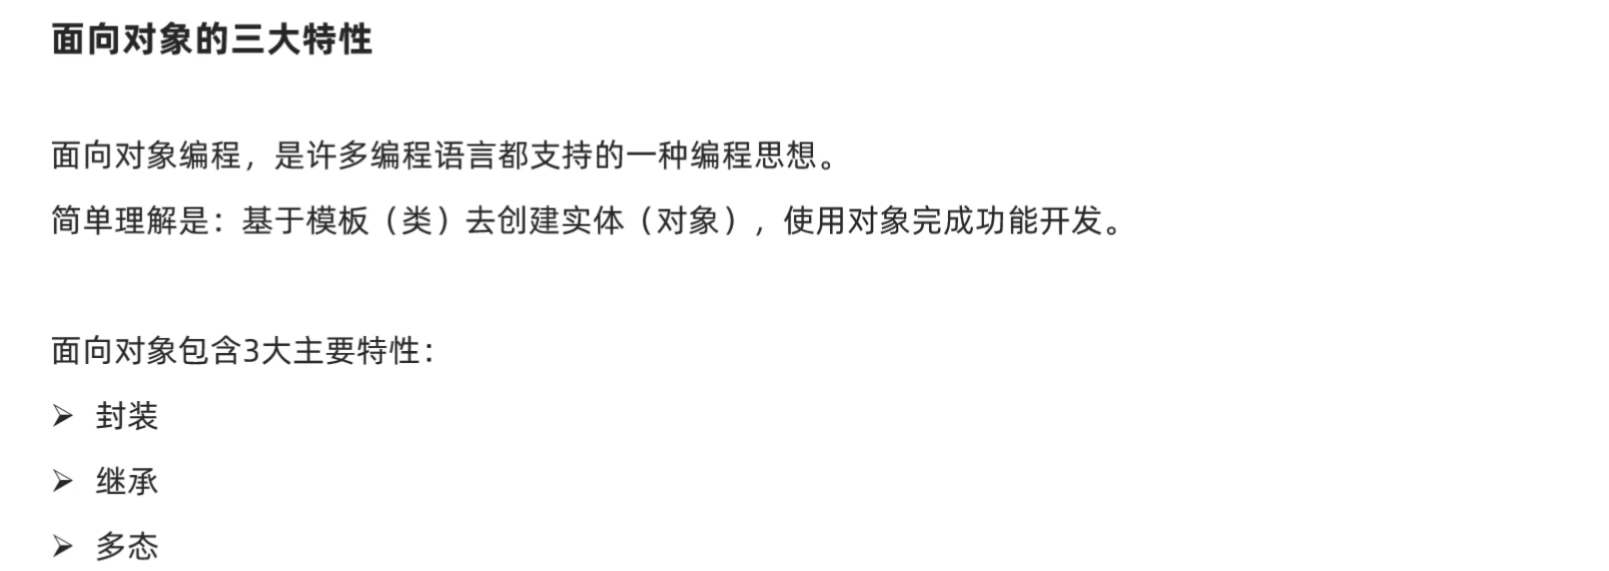 面向对象的三大特性
面向对象编程，是许多编程语言都支持的一种编程思想。
简单理解是：基于模板（类）去创建实体（对象），使用对象完成功能开发。
面向对象包含3大主要特性：
➢ 封装
➢ 继承
➢ 多态